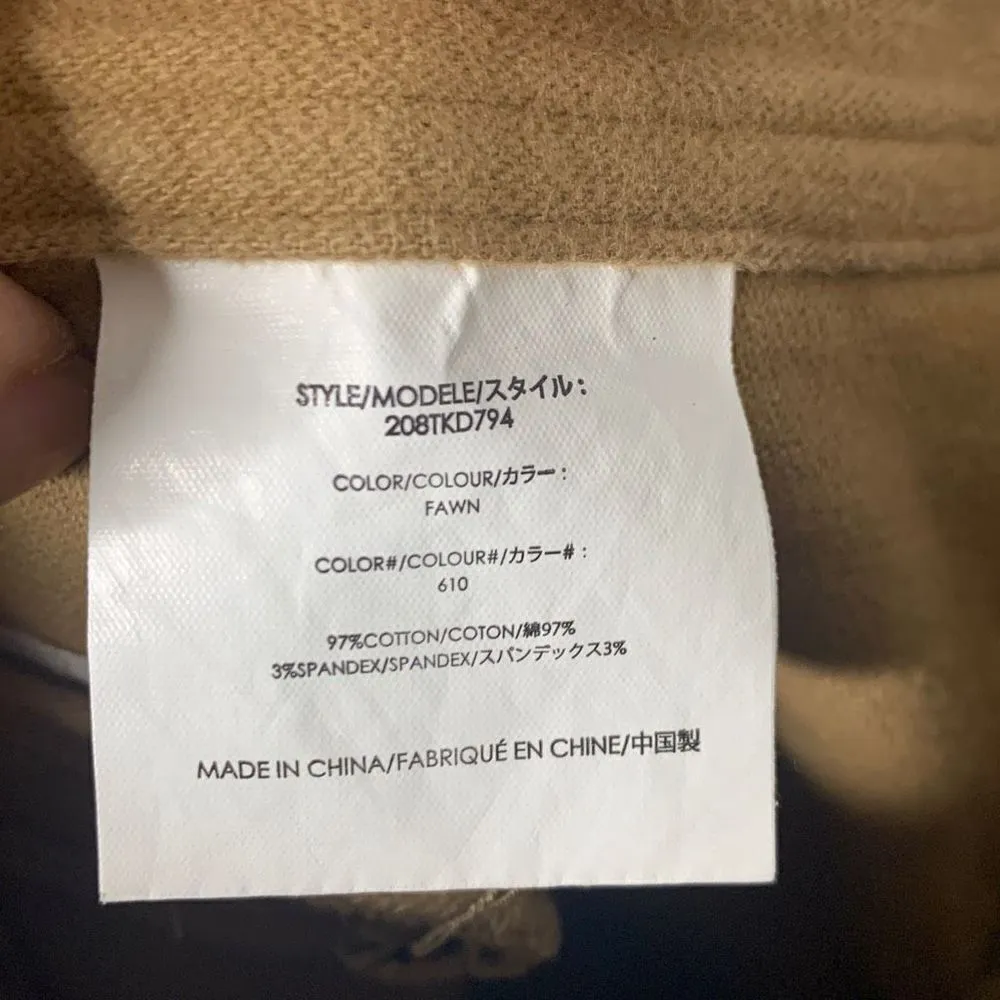 STYLE/MODELE/スタイル：
208TKD794
COLOR/COLOUR/カラー：
FAWN
COLOR#/COLOUR#/カラー#：
610
97%COTTON/COTON/綿97%
3%SPANDEX/SPANDEX/スパンデックス3%
MADE IN CHINA/FABRIQUÉ EN CHINE/中国製